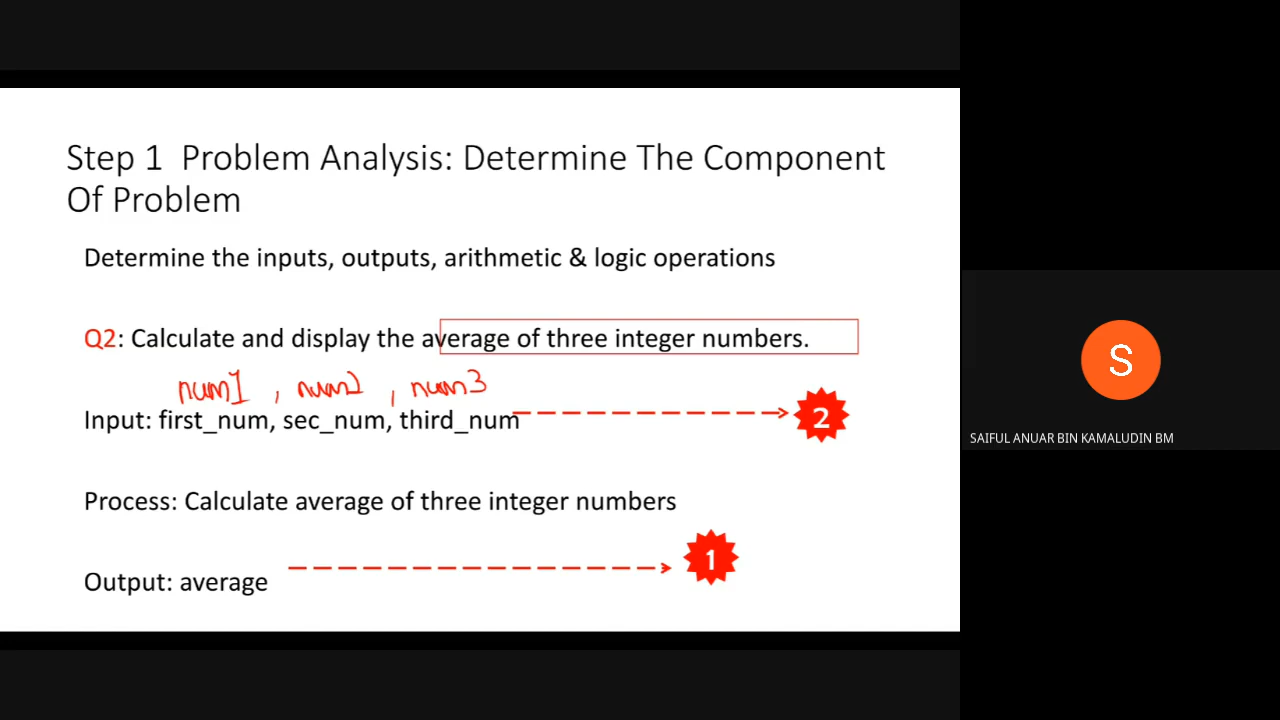 Step 1 Problem Analysis: Determine The Component
Of Problem
Determine the inputs, outputs, arithmetic & logic operations
Q2: Calculate and display the average of three integer numbers.
num1 , num2 , num3
Input: first_num, sec_num, third_num
2
Process: Calculate average of three integer numbers
1
Output: average
S
SAIFUL ANUAR BIN KAMALUDIN BM